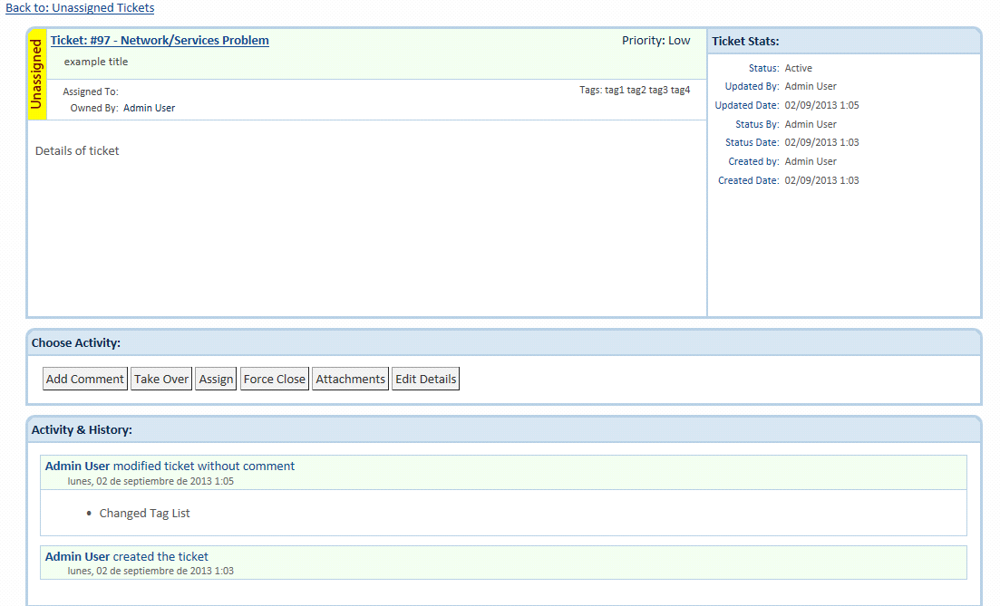 Back to: Unassigned Tickets
Unassigned
Ticket: #97 - Network/Services Problem
Priority: Low
example title
Assigned To:
Tags: tag1 tag2 tag3 tag4
Owned By: Admin User
Details of ticket
Ticket Stats:
Status: Active
Updated By: Admin User
Updated Date: 02/09/2013 1:05
Status By: Admin User
Status Date: 02/09/2013 1:03
Created by: Admin User
Created Date: 02/09/2013 1:03
Choose Activity:
Add Comment Take Over Assign Force Close Attachments Edit Details
Activity & History:
Admin User modified ticket without comment
lunes, 02 de septiembre de 2013 1:05
• Changed Tag List
Admin User created the ticket
lunes, 02 de septiembre de 2013 1:03